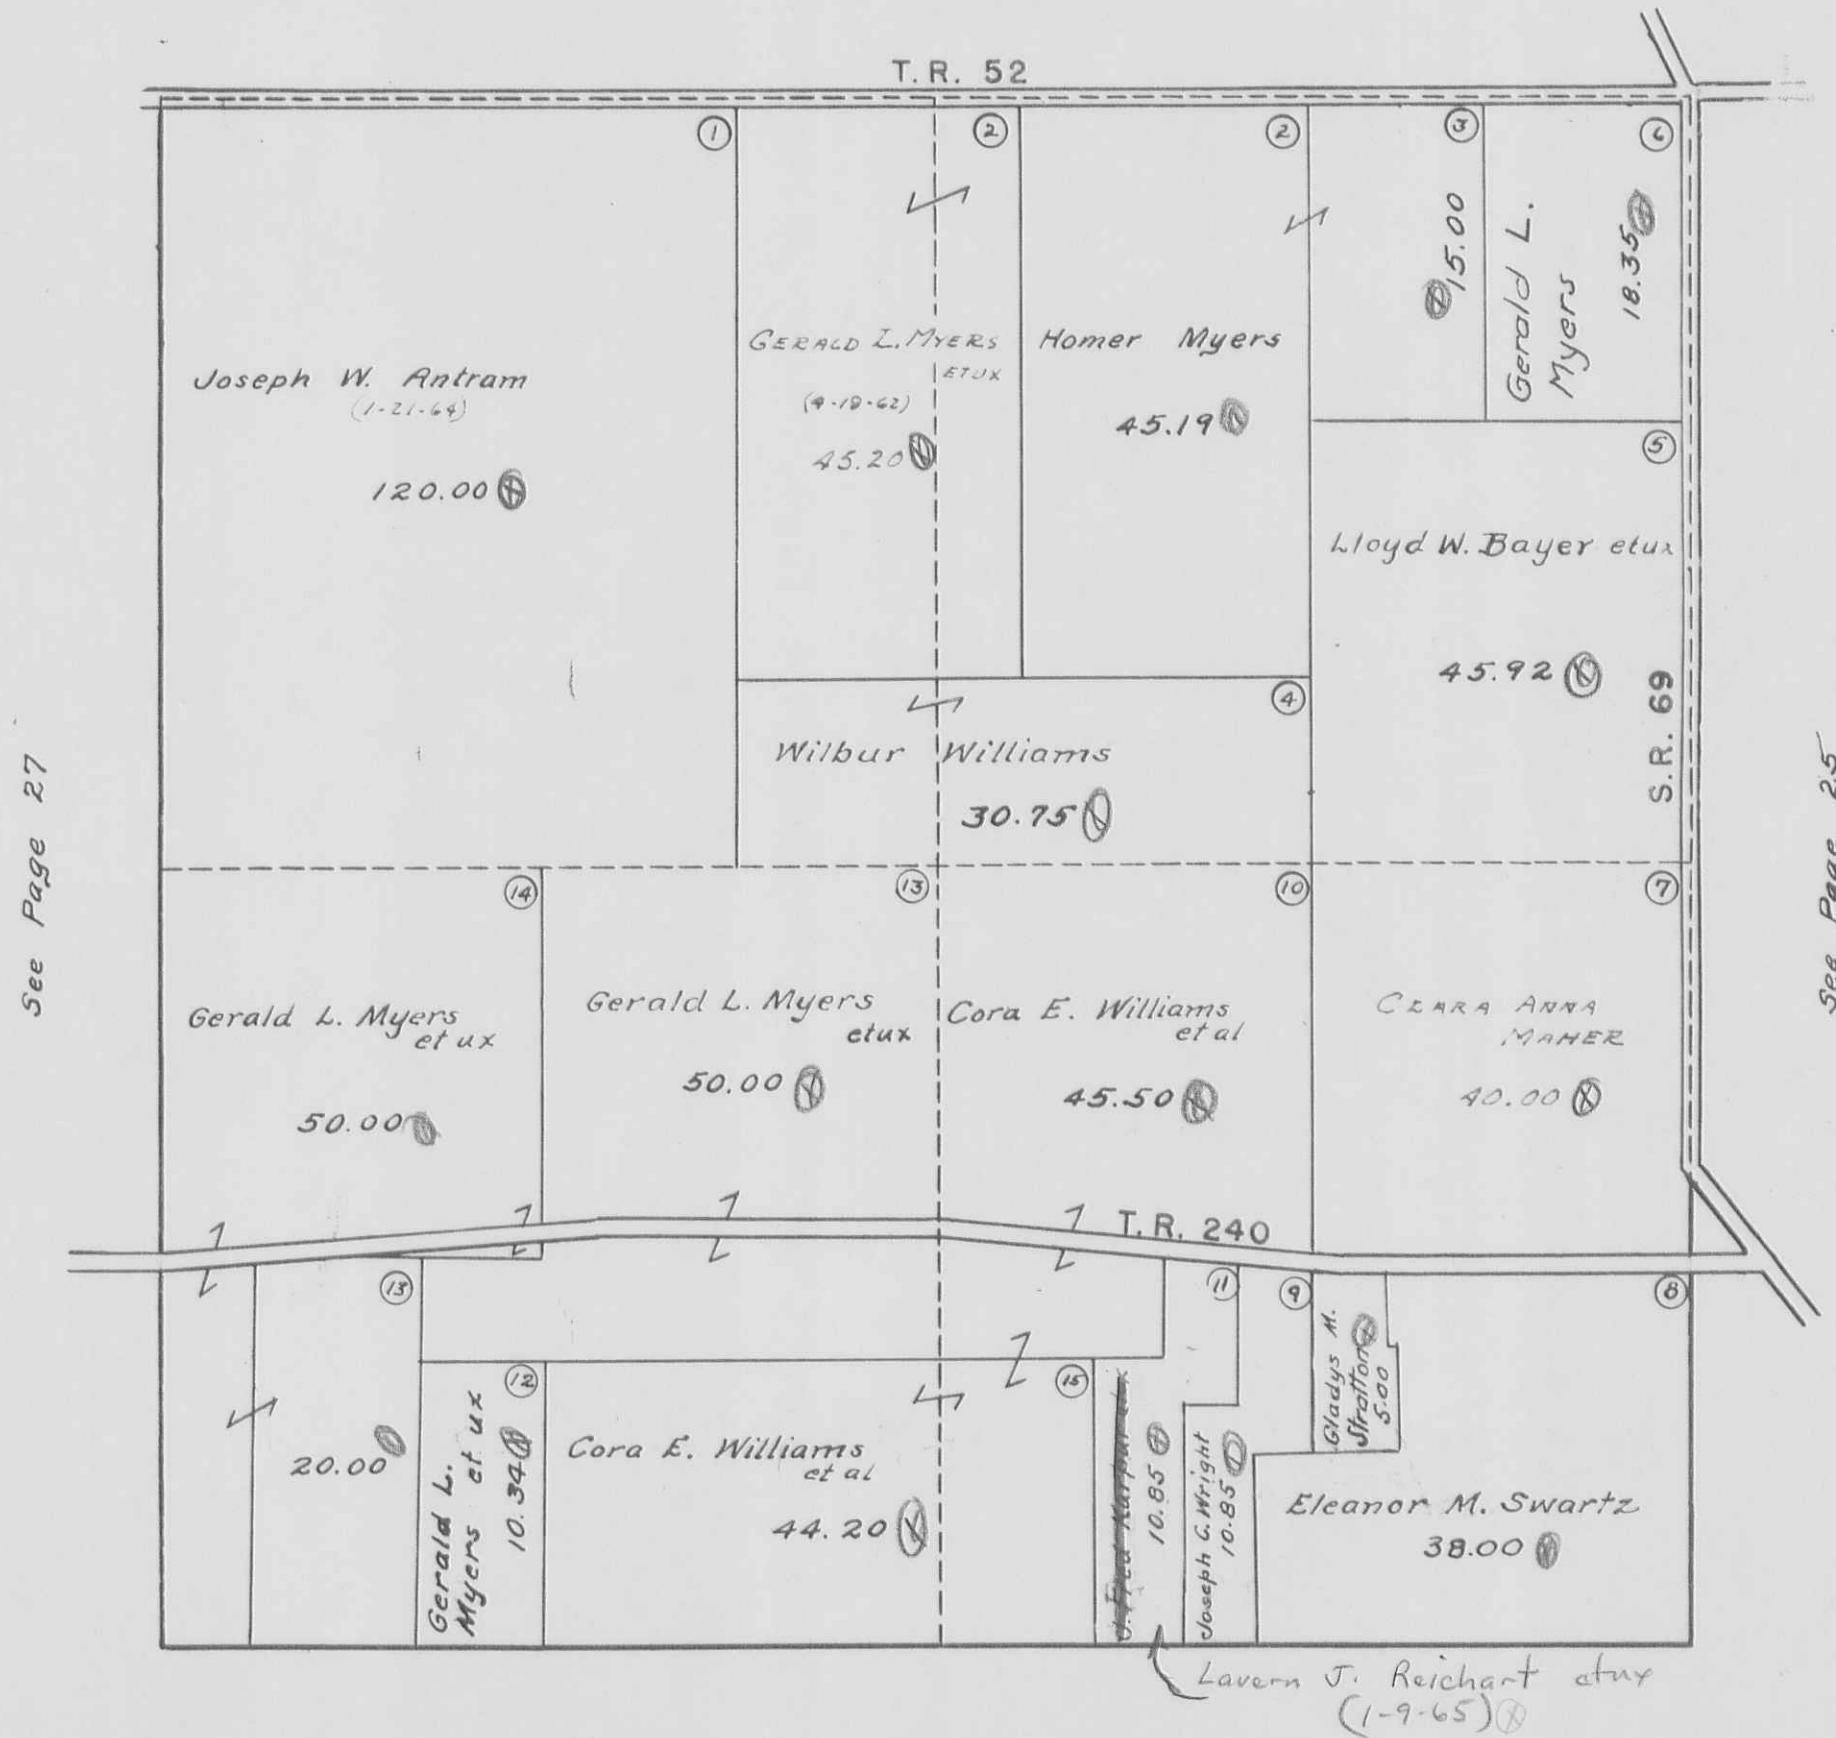 T.R. 52
1
2
2
3
6
15.00
Gerald L.
Myers
18.35
GERALD L. MYERS
ETUX
(9-18-62)
45.20
Homer Myers
45.19
Joseph W. Antram
(1-21-64)
120.00
5
Lloyd W. Bayer etux
45.92
S.R. 69
4
Wilbur Williams
30.75
See Page 27
See Page 25
14
13
10
7
Gerald L. Myers
et ux
50.00
Gerald L. Myers
etux
50.00
Cora E. Williams
et al
45.50
CLARA ANNA
MAHER
40.00
T.R. 240
13
11
9
8
20.00
12
Gerald L.
Myers et ux
10.34
15
Cora E. Williams
et al
44.20
10.85
Joseph G. Wright
10.85
Gladys M.
Stratton
5.00
Eleanor M. Swartz
38.00
Lavern J. Reichart etux
(1-9-65)